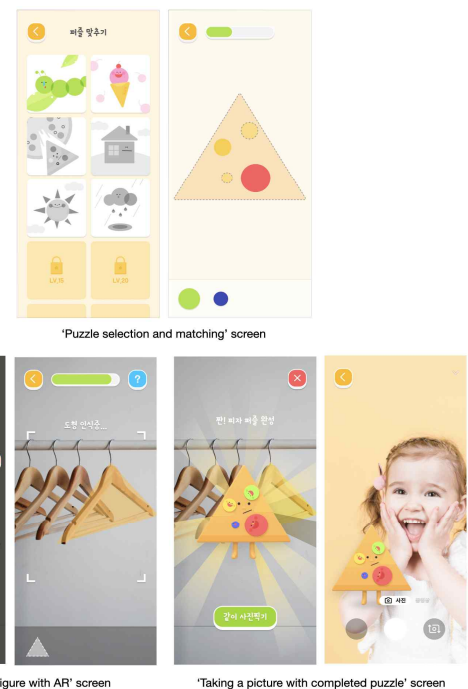 퍼즐 맞추기
LV.15
LV.20
'Puzzle selection and matching' screen
?
도형 인식중...
짠! 피자 퍼즐 완성
같이 사진찍기
사진
igure with AR' screen
'Taking a picture with completed puzzle' screen